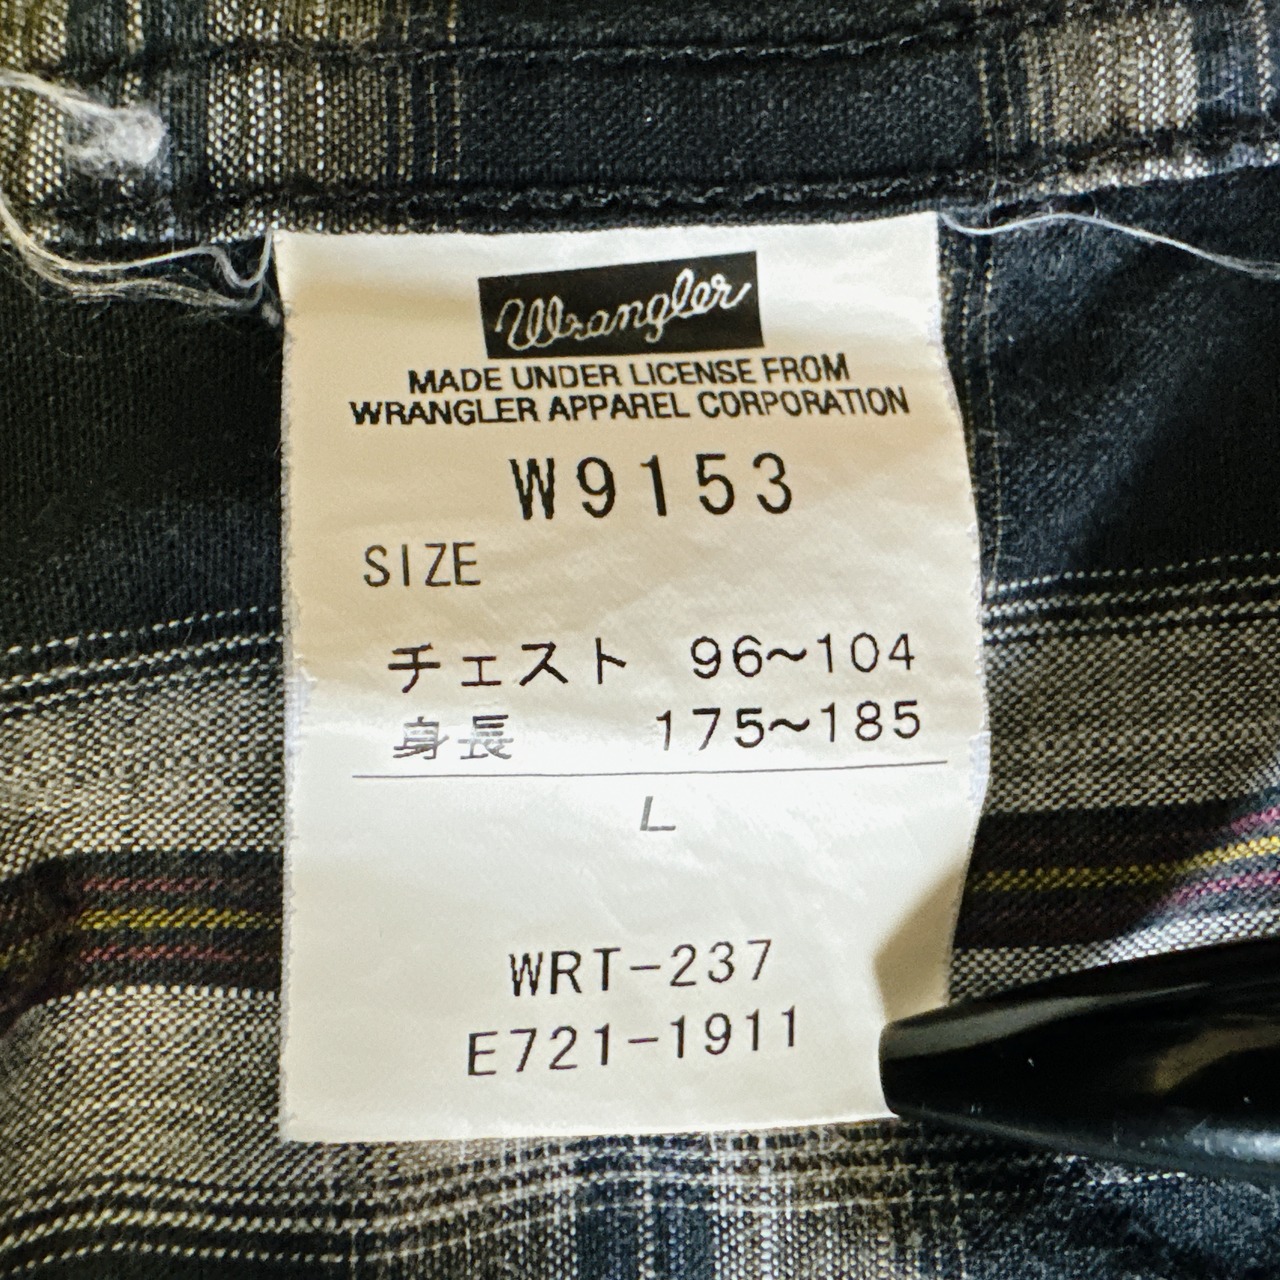 Wrangler
MADE UNDER LICENSE FROM
WRANGLER APPAREL CORPORATION
W9153
SIZE
チェスト 96~104
身長 175~185
L
WRT-237
E721-1911